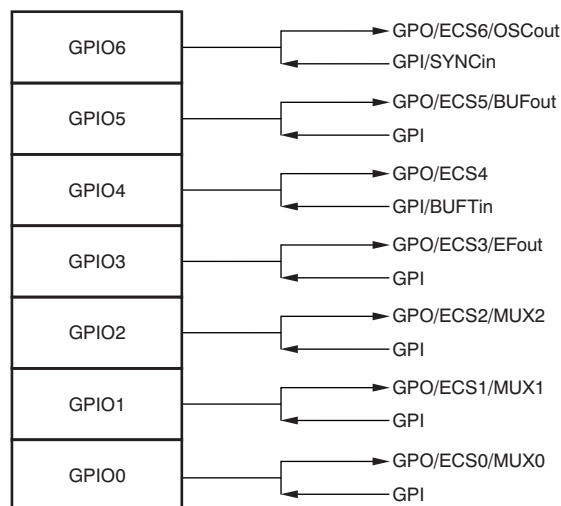 GPIO6
GPO/ECS6/OSCout
GPI/SYNCin
GPIO5
GPO/ECS5/BUFout
GPI
GPIO4
GPO/ECS4
GPI/BUFTin
GPIO3
GPO/ECS3/EFout
GPI
GPIO2
GPO/ECS2/MUX2
GPI
GPIO1
GPO/ECS1/MUX1
GPI
GPIO0
GPO/ECS0/MUX0
GPI